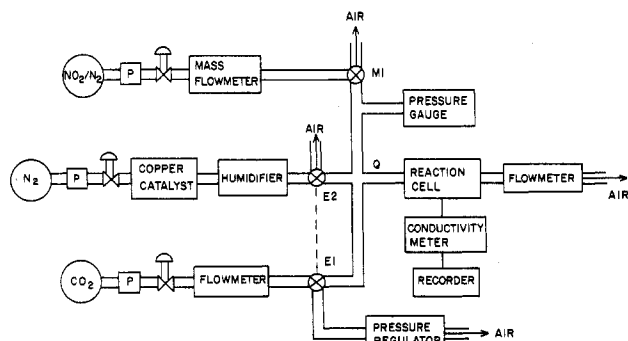 AIR
NO2/N2
P
MASS
FLOWMETER
M1
PRESSURE
GAUGE
AIR
N2
P
COPPER
CATALYST
HUMIDIFIER
E2
Q
REACTION
CELL
FLOWMETER
AIR
CONDUCTIVITY
METER
RECORDER
CO2
P
FLOWMETER
E1
PRESSURE
REGULATOR
AIR